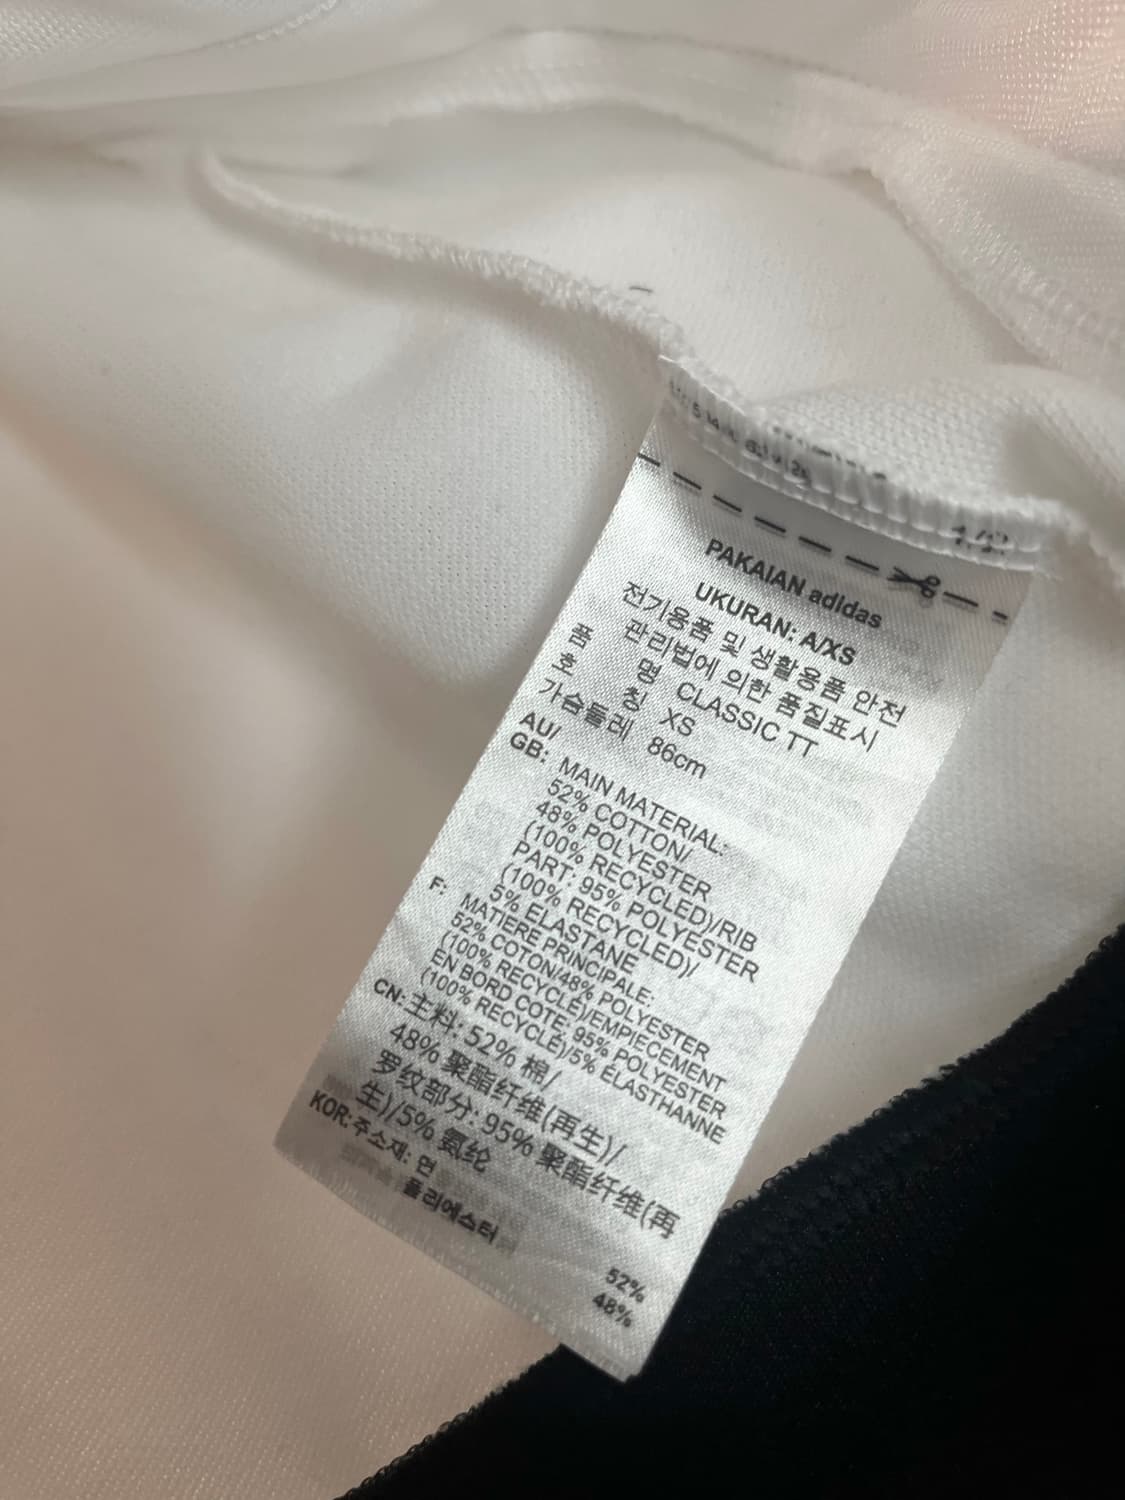 PAKAIAN adidas
UKURAN: A/XS
전기용품 및 생활용품 안전
관리법에 의한 품질표시
품 명 CLASSIC TT
호 칭 XS
가슴둘레 86cm
AU/
GB: MAIN MATERIAL:
52% COTTON/
48% POLYESTER
(100% RECYCLED)/RIB
PART: 95% POLYESTER
(100% RECYCLED)/
5% ELASTANE
F: MATIERE PRINCIPALE:
52% COTON/48% POLYESTER
(100% RECYCLÉ)/EMPIECEMENT
EN BORD COTE: 95% POLYESTER
(100% RECYCLÉ)/5% ELASTHANNE
CN: 主料: 52% 棉/
48% 聚酯纤维(再生)/
罗纹部分: 95% 聚酯纤维(再
生)/5% 氨纶
KOR: 주소재: 면 52%
폴리에스터 48%